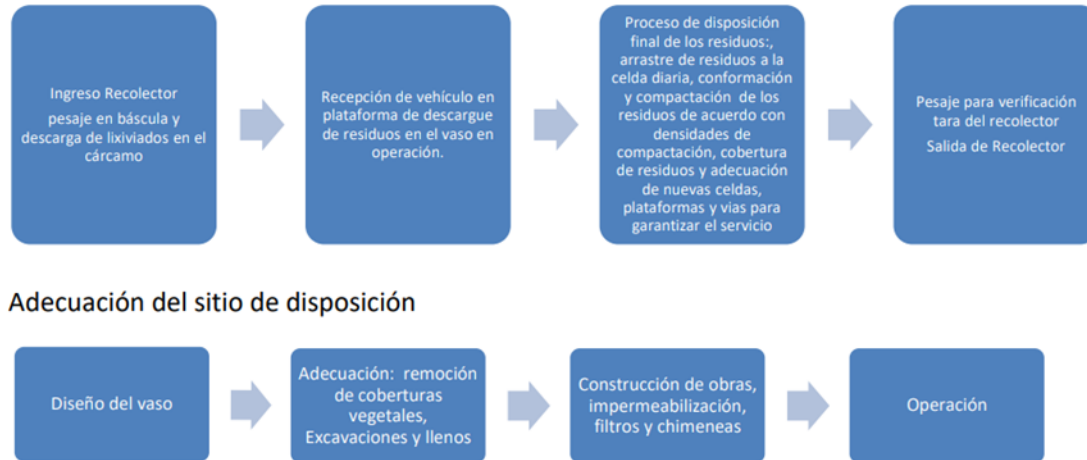 Ingreso Recolector
pesaje en báscula y
descarga de lixiviados en el
cárcamo
Recepción de vehículo en
plataforma de descargue
de residuos en el vaso en
operación.
Proceso de disposición
final de los residuos:,
arrastre de residuos a la
celda diaria, conformación
y compactación de los
residuos de acuerdo con
densidades de
compactación, cobertura
de residuos y adecuación
de nuevas celdas,
plataformas y vias para
garantizar el servicio
Pesaje para verificación
tara del recolector
Salida de Recolector
Adecuación del sitio de disposición
Diseño del vaso
Adecuación: remoción
de coberturas
vegetales,
Excavaciones y llenos
Construcción de obras,
impermeabilización,
filtros y chimeneas
Operación